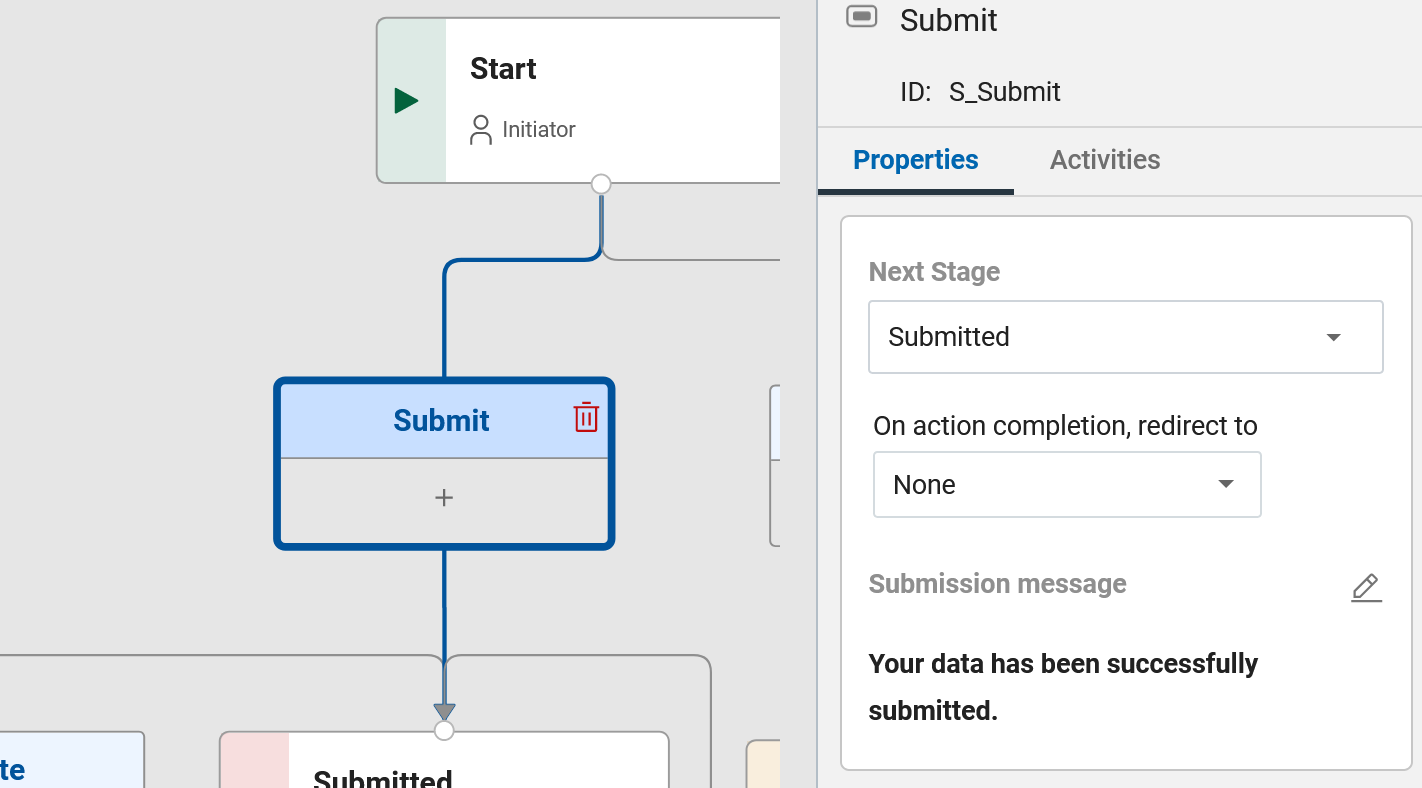 Start
Initiator
Submit
te
Submitted
Submit
ID: S_Submit
Properties
Activities
Next Stage
Submitted
On action completion, redirect to
None
Submission message
Your data has been successfully
submitted.